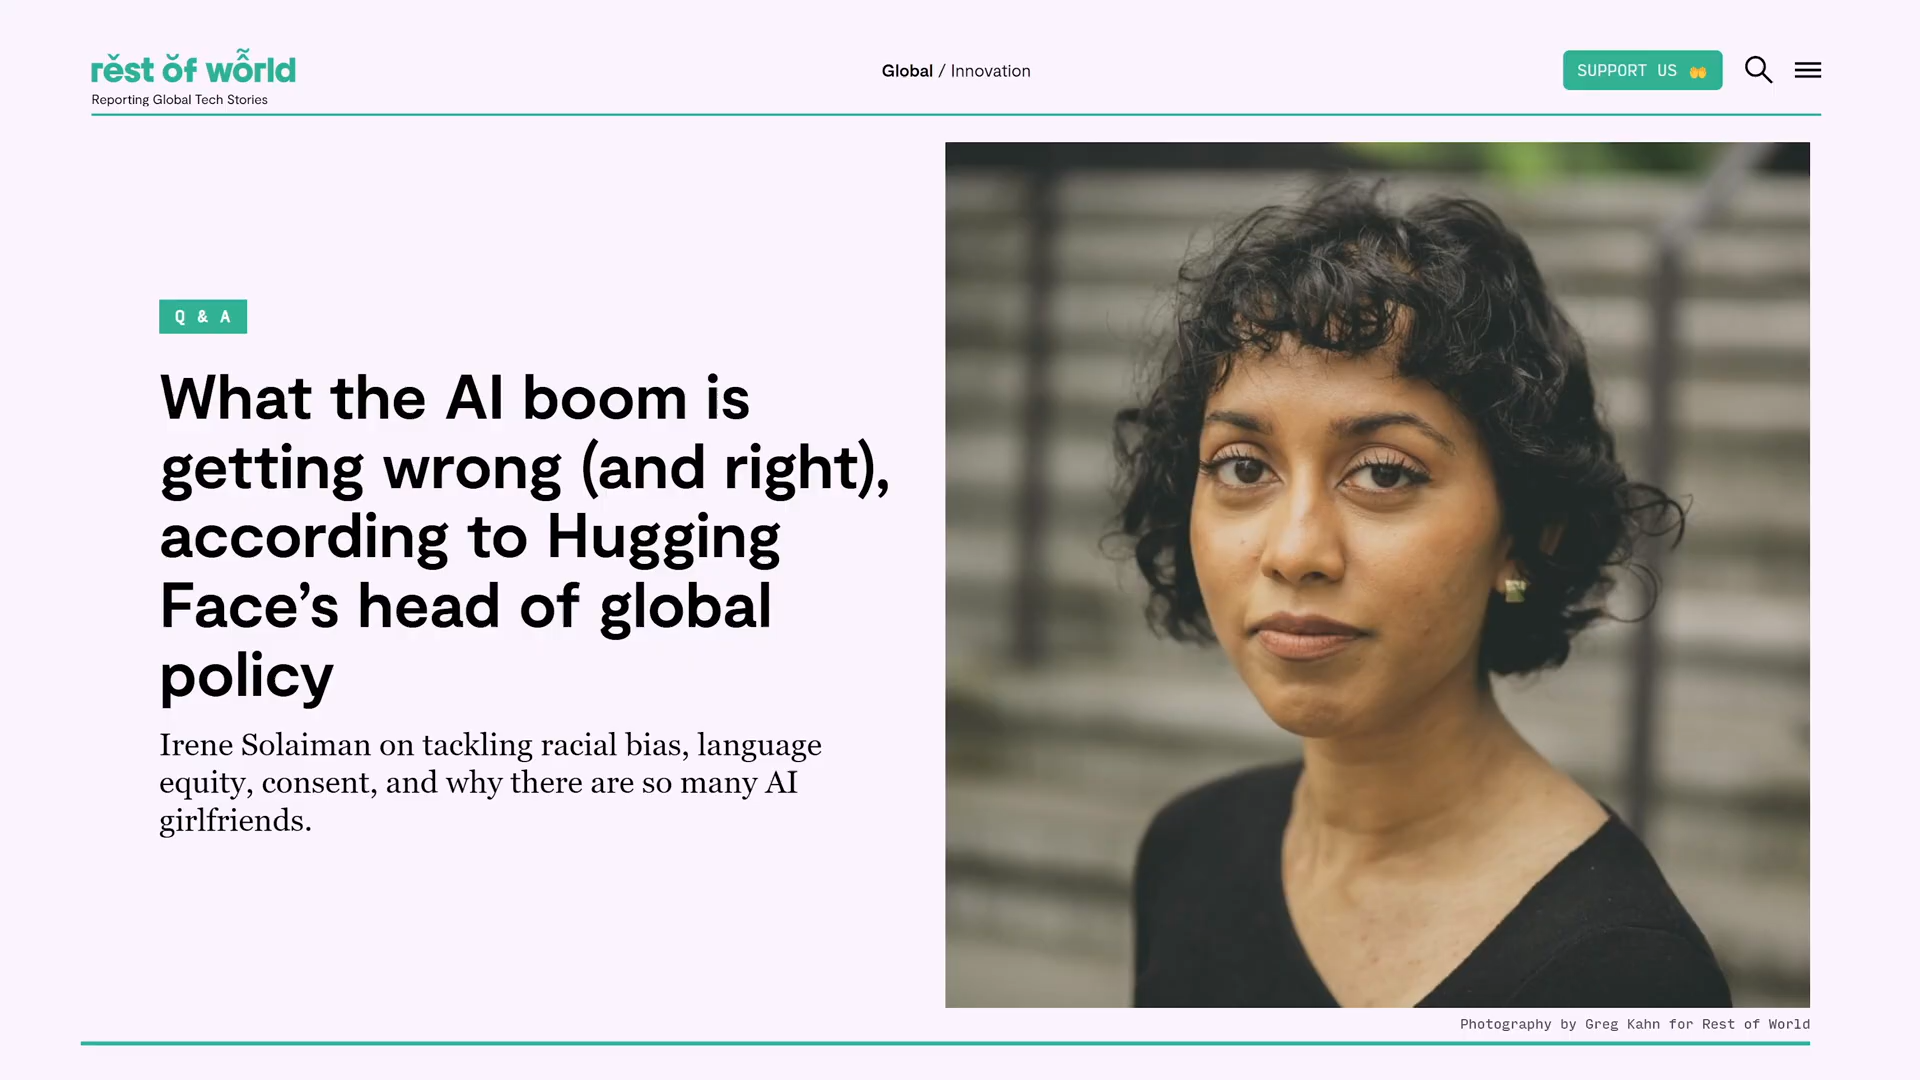 rĕst ŏf wo᷉rld
Reporting Global Tech Stories
Global / Innovation
SUPPORT US
Q & A
What the AI boom is
getting wrong (and right),
according to Hugging
Face’s head of global
policy
Irene Solaiman on tackling racial bias, language
equity, consent, and why there are so many AI
girlfriends.
Photography by Greg Kahn for Rest of World